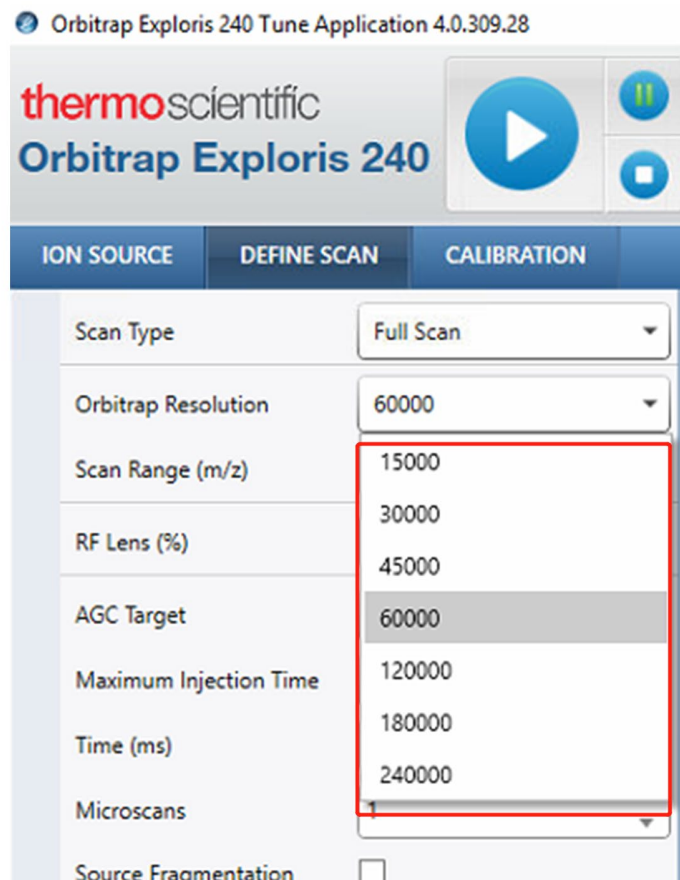 Orbitrap Exploris 240 Tune Application 4.0.309.28
thermo scientific
Orbitrap Exploris 240
ION SOURCE DEFINE SCAN CALIBRATION
Scan Type Full Scan
Orbitrap Resolution 60000
Scan Range (m/z) 15000
30000
RF Lens (%)
45000
AGC Target 60000
Maximum Injection Time 120000
180000
Time (ms)
240000
Microscans 1
Source Fragmentation